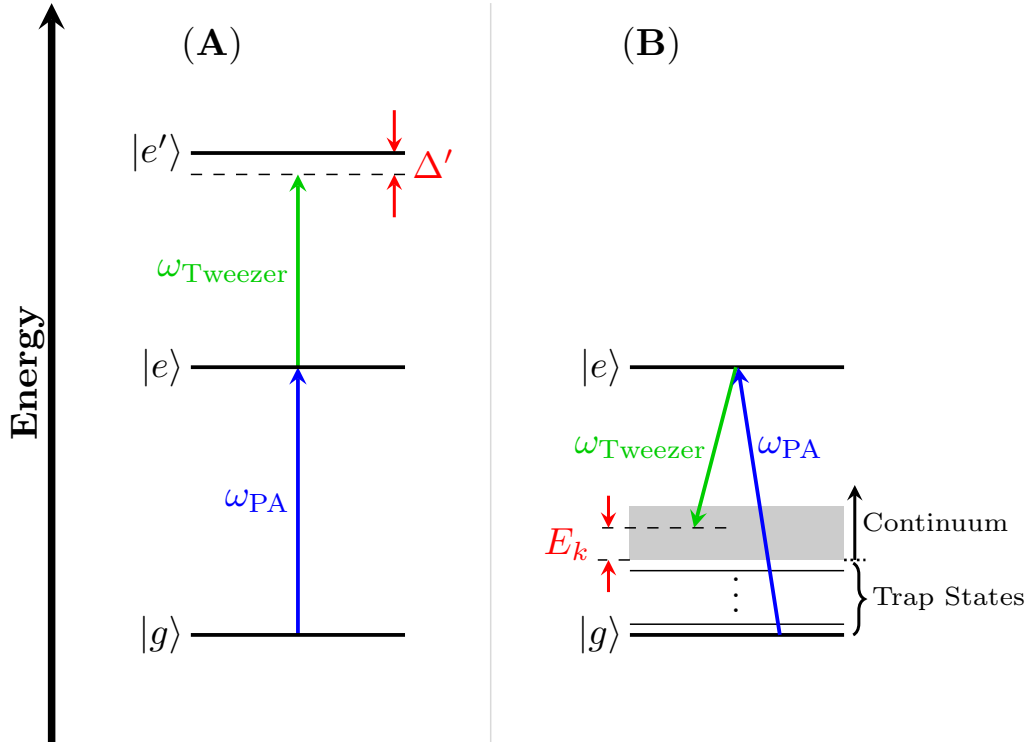 Energy
(A)
|e′⟩
Δ′
ω_Tweezer
|e⟩
ω_PA
|g⟩
(B)
|e⟩
ω_Tweezer
ω_PA
Continuum
E_k
Trap States
|g⟩